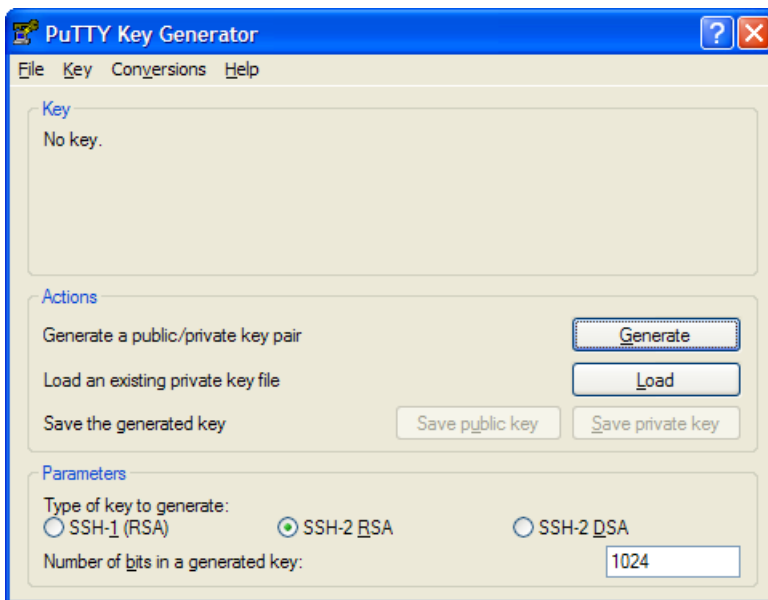 PuTTY Key Generator
File Key Conversions Help
Key
No key.
Actions
Generate a public/private key pair Generate
Load an existing private key file Load
Save the generated key Save public key Save private key
Parameters
Type of key to generate:
SSH-1 (RSA) SSH-2 RSA SSH-2 DSA
Number of bits in a generated key: 1024